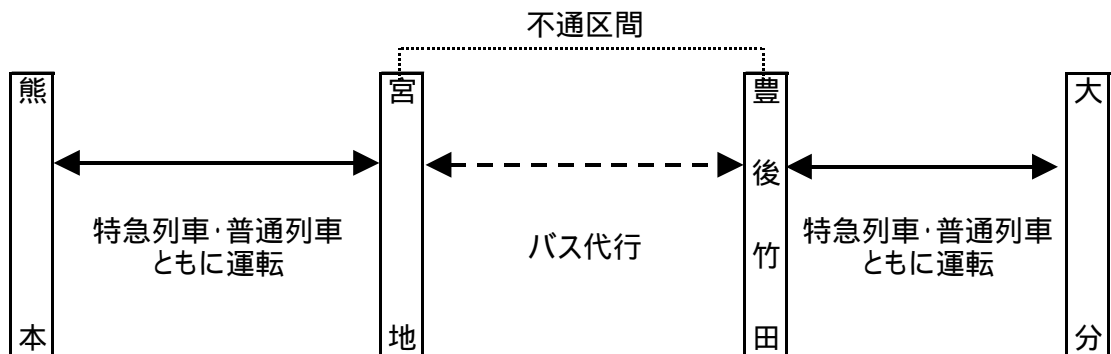 不通区間
熊本
宮地
豊後竹田
大分
特急列車・普通列車
ともに運転
バス代行
特急列車・普通列車
ともに運転